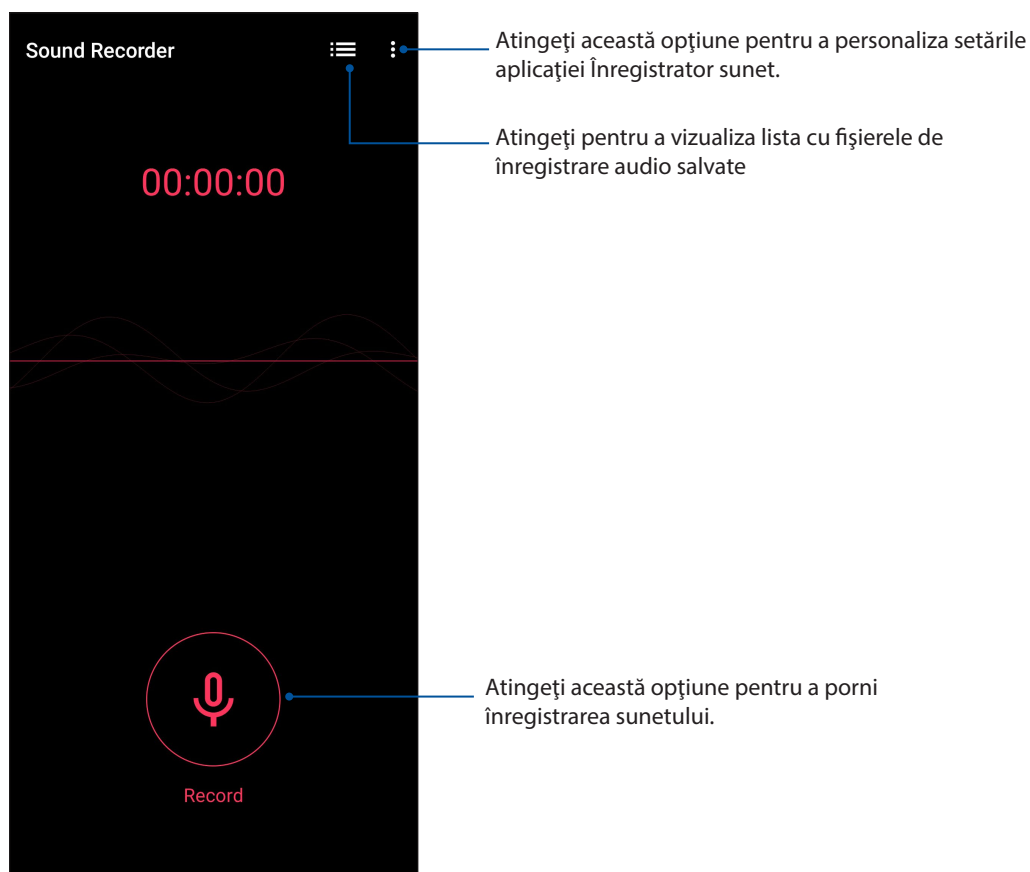 Sound Recorder
Atingeţi această opţiune pentru a personaliza setările
aplicaţiei Înregistrator sunet.
Atingeţi pentru a vizualiza lista cu fişierele de
înregistrare audio salvate
00:00:00
Atingeţi această opţiune pentru a porni
înregistrarea sunetului.
Record